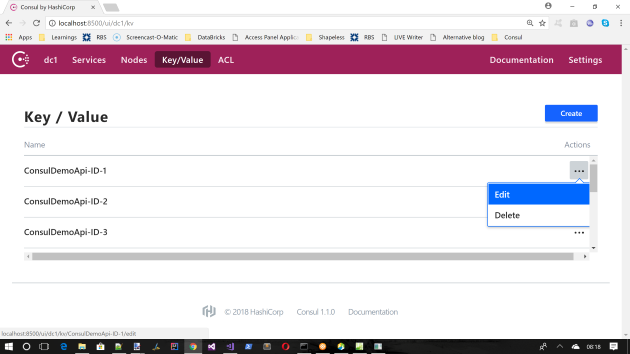 Consul by HashiCorp
localhost:8500/ui/dc1/kv
Apps Learnings RBS Screencast-O-Matic DataBricks Access Panel Applic Shapeless RBS LIVE Writer Alternative blog Consul
dc1 Services Nodes Key/Value ACL Documentation Settings
Key / Value Create
Name Actions
ConsulDemoApi-ID-1
Edit
ConsulDemoApi-ID-2
Delete
ConsulDemoApi-ID-3
© 2018 HashiCorp Consul 1.1.0 Documentation
localhost:8500/ui/dc1/kv/ConsulDemoApi-ID-1/edit
08:18